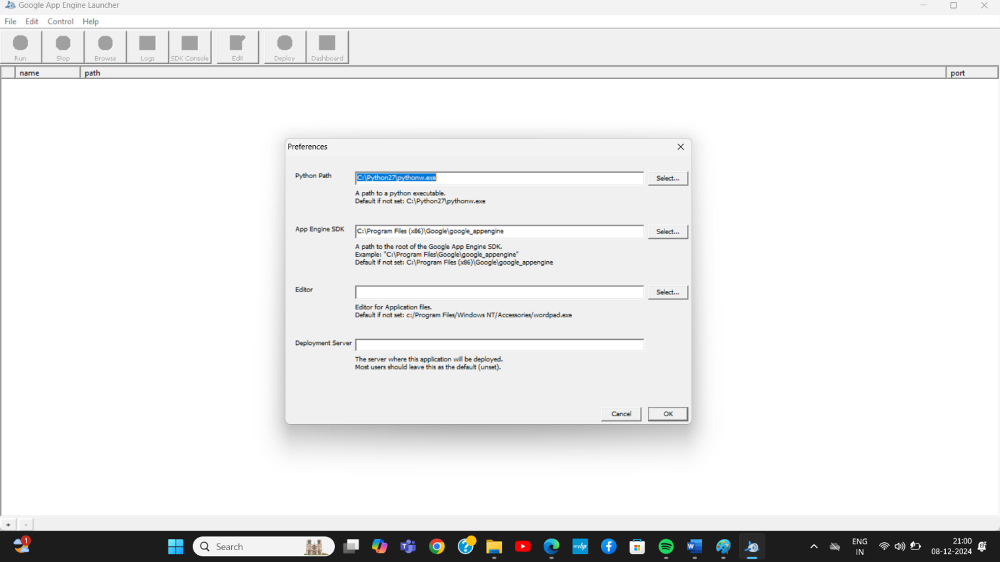 Google App Engine Launcher
File Edit Control Help
Run Stop Browse Logs SDK Console Edit Deploy Dashboard
name path port
Preferences
Python Path C:\Python27\pythonw.exe Select...
A path to a python executable.
Default if not set: C:\Python27\pythonw.exe
App Engine SDK C:\Program Files (x86)\Google\google_appengine Select...
A path to the root of the Google App Engine SDK.
Example: "C:\Program Files\Google\google_appengine"
Default if not set: C:\Program Files (x86)\Google\google_appengine
Editor Select...
Editor for Application files.
Default if not set: c:/Program Files/Windows NT/Accessories/wordpad.exe
Deployment Server
The server where this application will be deployed.
Most users should leave this as the default (unset).
Cancel OK
+ -
1 Search myhp W ENG 21:00
IN 08-12-2024